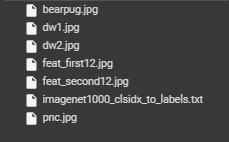 bearpug.jpg
dw1.jpg
dw2.jpg
feat_first12.jpg
feat_second12.jpg
imagenet1000_clsidx_to_labels.txt
pnc.jpg